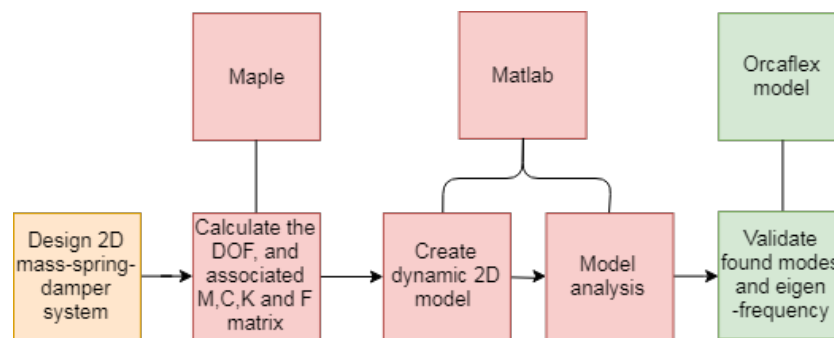 Maple
Matlab
Orcaflex
model
Design 2D
mass-spring-
damper
system
Calculate the
DOF, and
associated
M,C,K and F
matrix
Create
dynamic 2D
model
Model
analysis
Validate
found modes
and eigen
-frequency